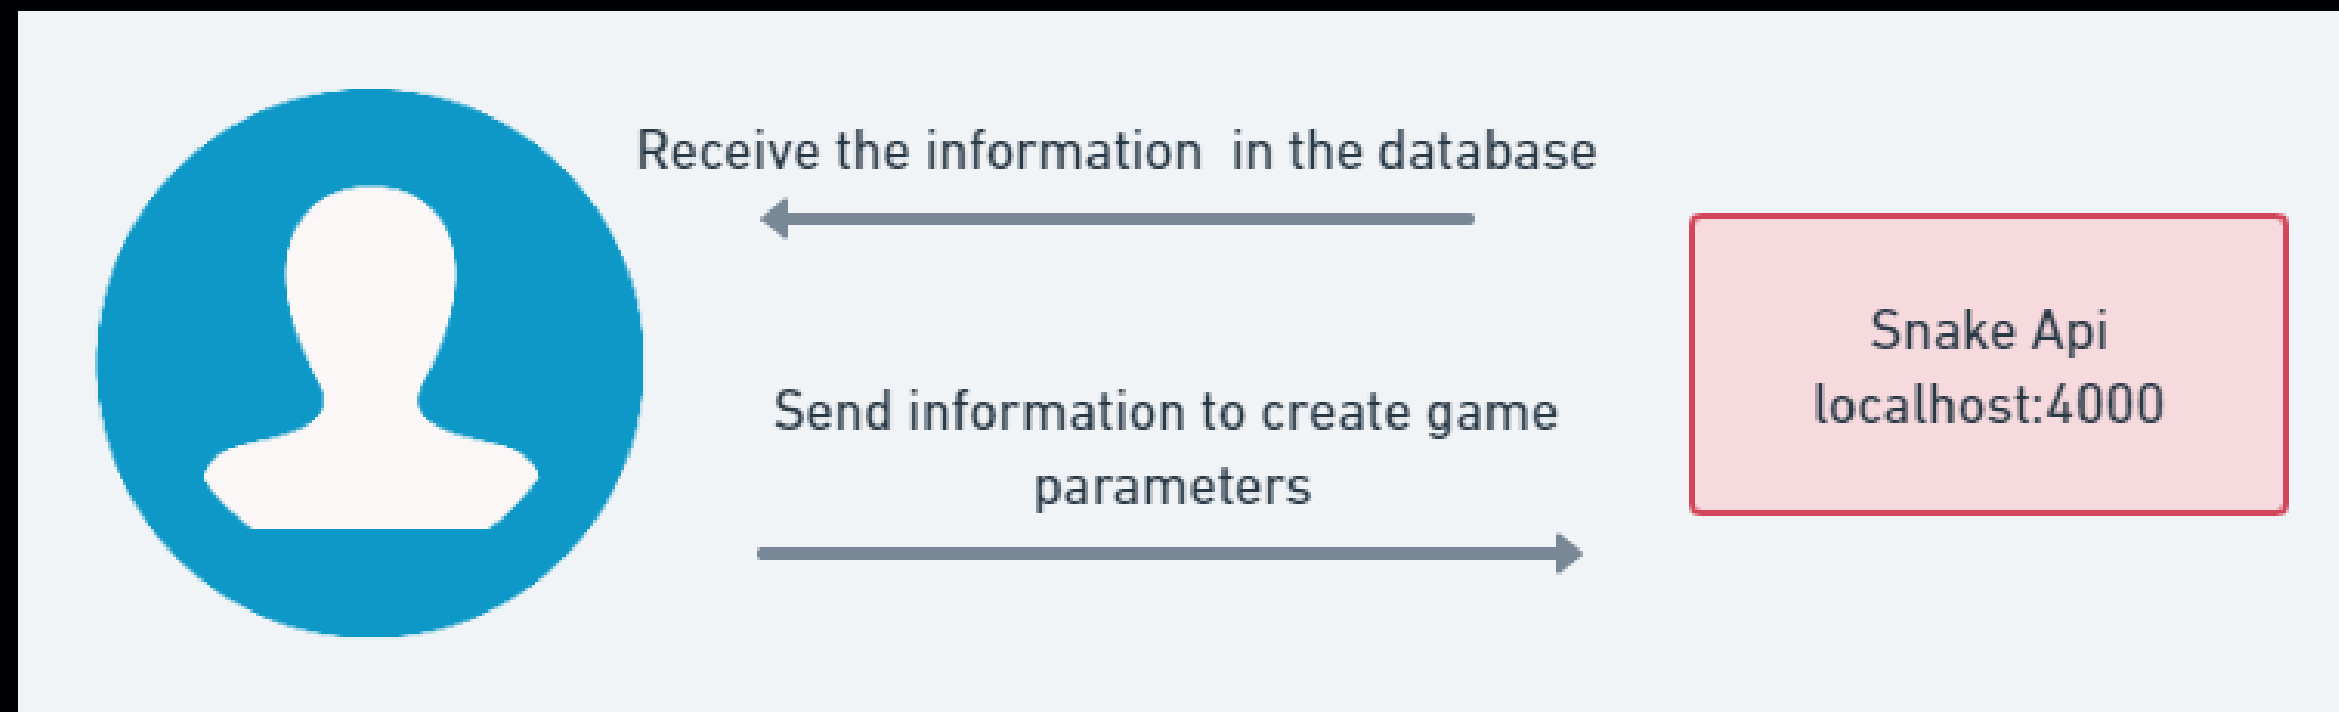 Receive the information  in the database
Send information to create game
parameters
Snake Api
localhost:4000